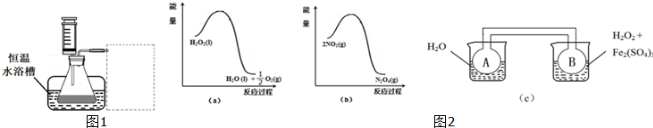 恒温
水浴槽
图1
能
量
H₂O₂(l)
H₂O (l) + ½ O₂(g)
反应过程
(a)
能
量
2NO₂(g)
N₂O₄(g)
反应过程
(b)
图2
H₂O
A
B
H₂O₂+
Fe₂(SO₄)₃
(c)